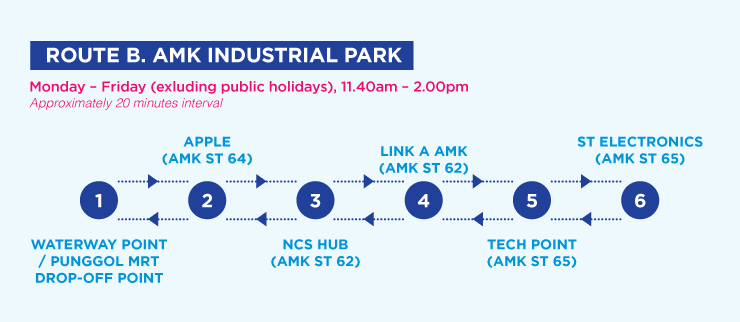 ROUTE B. AMK INDUSTRIAL PARK
Monday – Friday (exluding public holidays), 11.40am – 2.00pm
Approximately 20 minutes interval
APPLE
(AMK ST 64)
LINK A AMK
(AMK ST 62)
ST ELECTRONICS
(AMK ST 65)
1
2
3
4
5
6
WATERWAY POINT
/ PUNGGOL MRT
DROP-OFF POINT
NCS HUB
(AMK ST 62)
TECH POINT
(AMK ST 65)